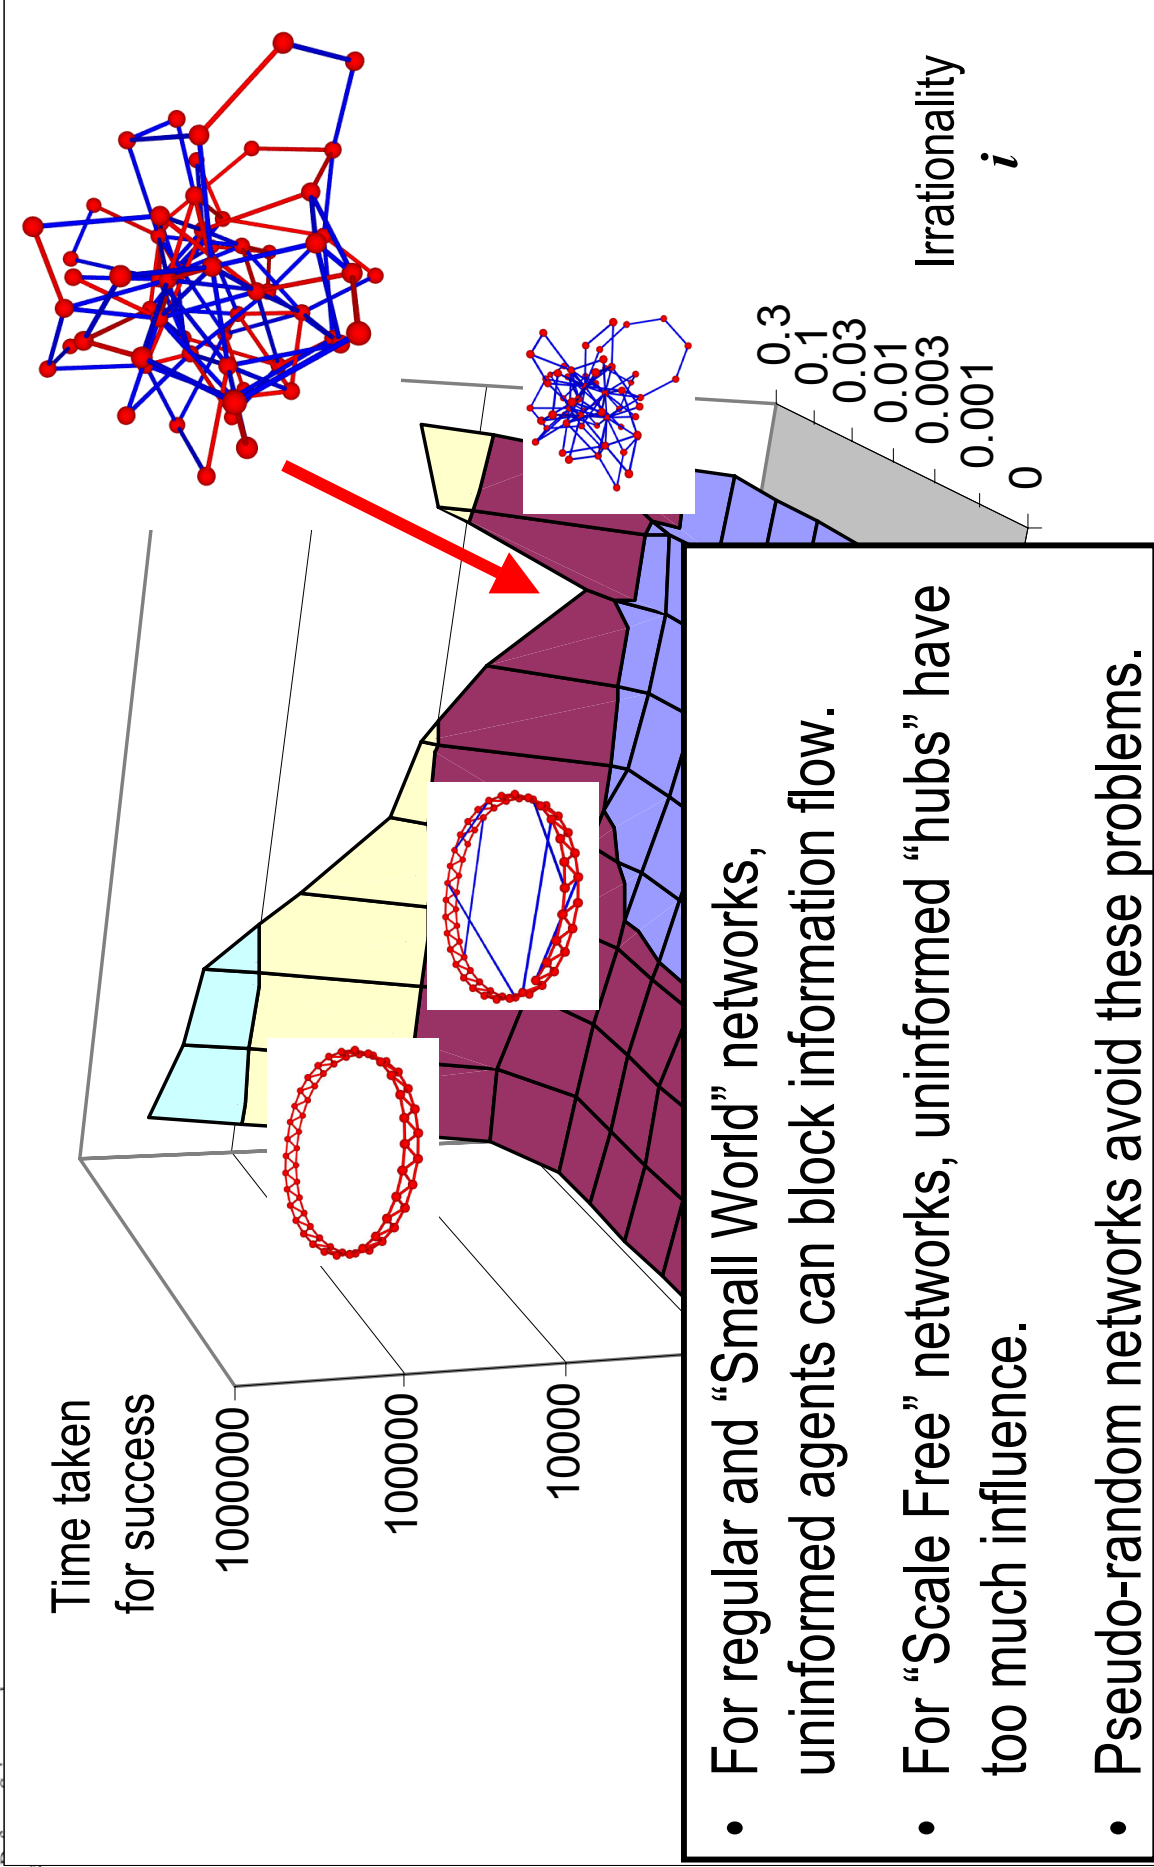 Time taken
for success
1000000
100000
10000
0.3
0.1
0.03
0.01
0.003
0.001
0
Irrationality
i
• For regular and “Small World” networks,
uninformed agents can block information flow.
• For “Scale Free” networks, uninformed “hubs” have
too much influence.
• Pseudo-random networks avoid these problems.